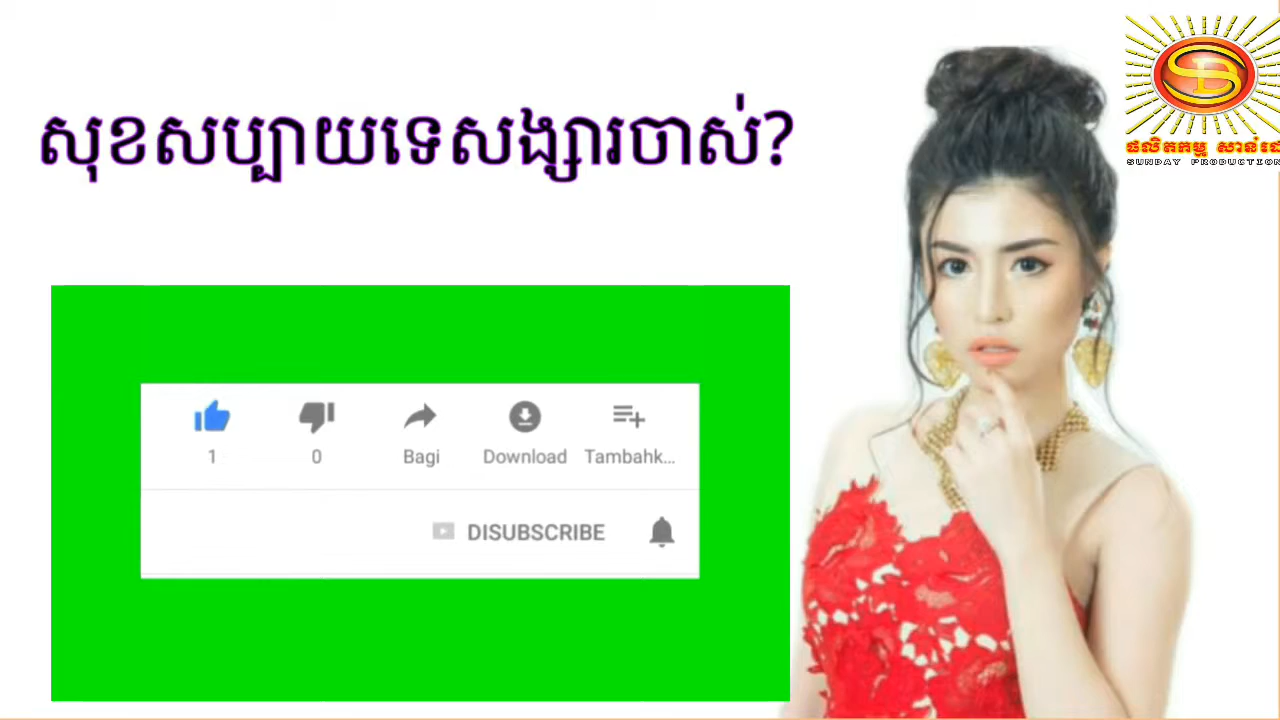 សុខសប្បាយទេសង្សារចាស់?
SB
ផលិតកម្ម សាន់ដេ
SUNDAY PRODUCTION
1
0
Bagi
Download
Tambahk...
DISUBSCRIBE